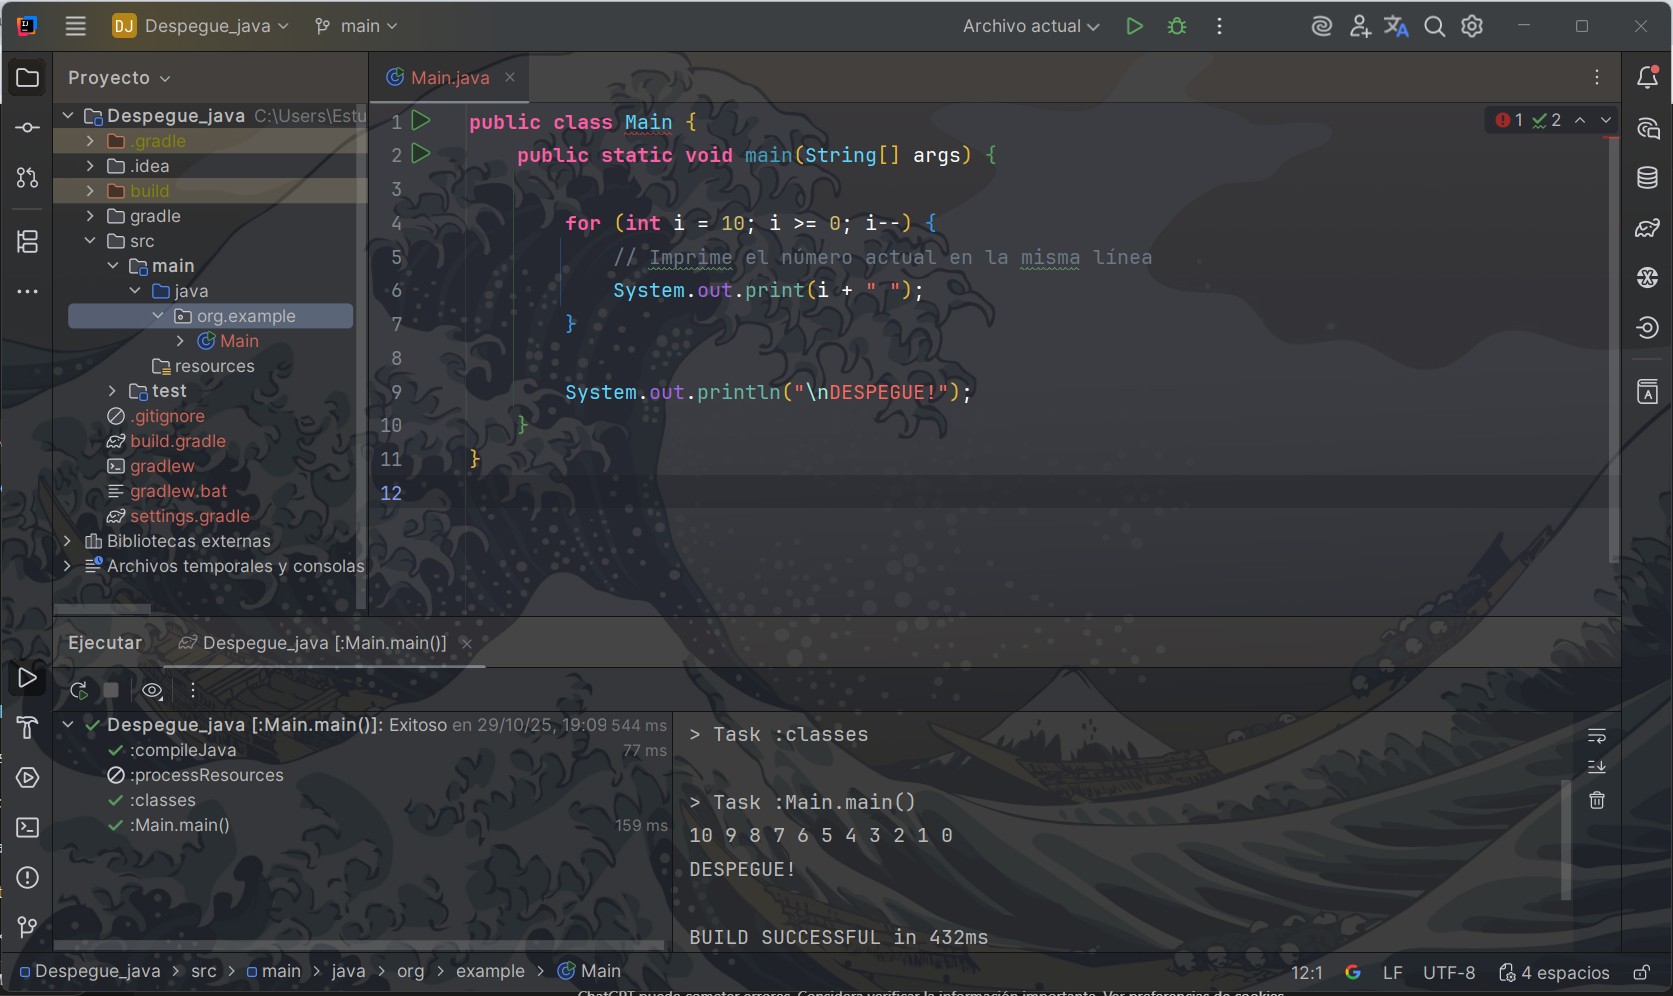 DJ Despegue_java main Archivo actual
Proyecto
Main.java
Despegue_java C:\Users\Estu
.gradle
.idea
build
gradle
src
main
java
org.example
Main
resources
test
.gitignore
build.gradle
gradlew
gradlew.bat
settings.gradle
Bibliotecas externas
Archivos temporales y consolas
1 2
1 public class Main {
2 public static void main(String[] args) {
3
4 for (int i = 10; i >= 0; i--) {
5 // Imprime el número actual en la misma línea
6 System.out.print(i + " ");
7 }
8
9 System.out.println("\nDESPEGUE!");
10 }
11 }
12
Ejecutar Despegue_java [:Main.main()]
Despegue_java [:Main.main()]: Exitoso en 29/10/25, 19:09 544 ms
:compileJava 77 ms
:processResources
:classes
:Main.main() 159 ms
> Task :classes
> Task :Main.main()
10 9 8 7 6 5 4 3 2 1 0
DESPEGUE!
BUILD SUCCESSFUL in 432ms
Despegue_java > src > main > java > org > example > Main
12:1 G LF UTF-8 4 espacios
ChatGPT puede cometer errores. Considera verificar la información importante. Ver preferencias de cookies.